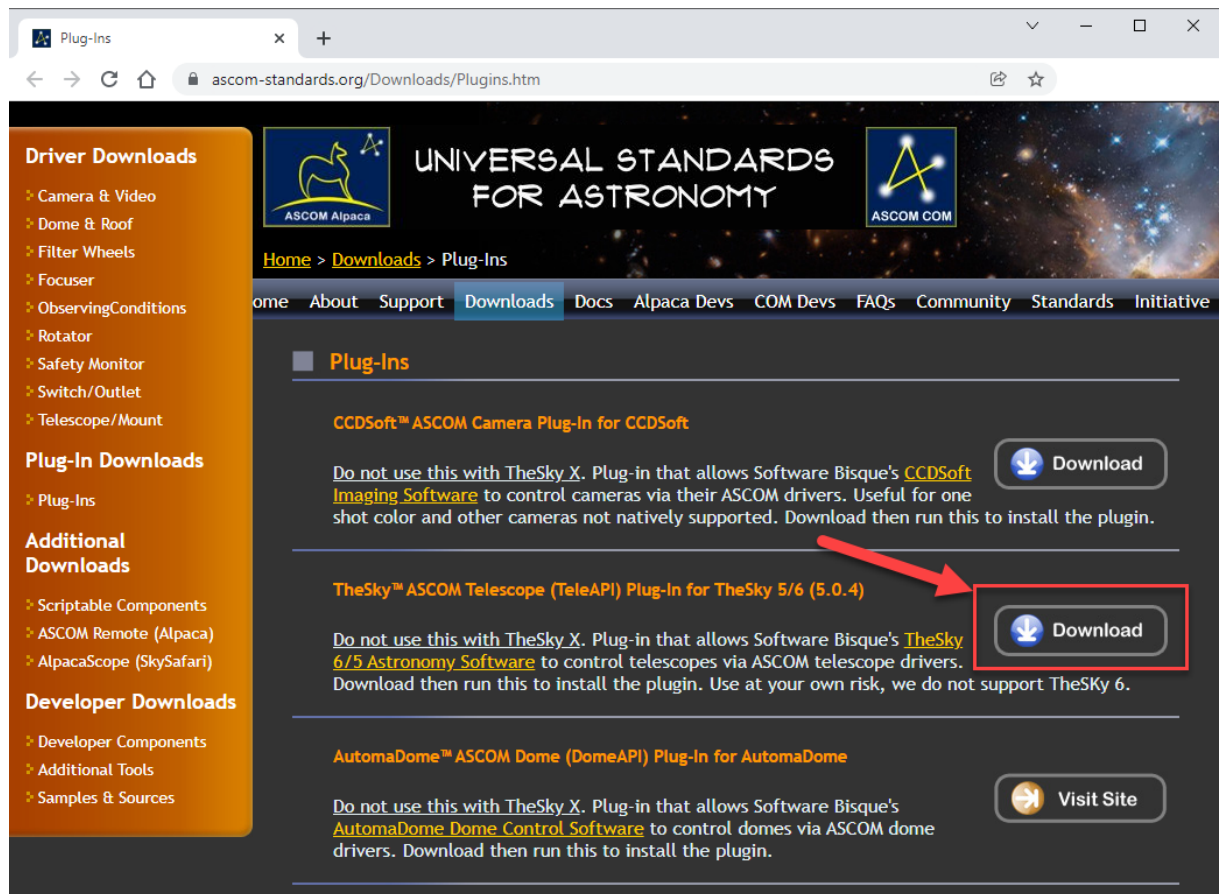 Plug-Ins
ascom-standards.org/Downloads/Plugins.htm
Driver Downloads
Camera & Video
Dome & Roof
Filter Wheels
Focuser
ObservingConditions
Rotator
Safety Monitor
Switch/Outlet
Telescope/Mount
Plug-In Downloads
Plug-Ins
Additional
Downloads
Scriptable Components
ASCOM Remote (Alpaca)
AlpacaScope (SkySafari)
Developer Downloads
Developer Components
Additional Tools
Samples & Sources
ASCOM Alpaca
UNIVERSAL STANDARDS
FOR ASTRONOMY
ASCOM COM
Home > Downloads > Plug-Ins
ome About Support Downloads Docs Alpaca Devs COM Devs FAQs Community Standards Initiative
Plug-Ins
CCDSoft™ ASCOM Camera Plug-In for CCDSoft
Download
Do not use this with TheSky X. Plug-in that allows Software Bisque's CCDSoft
Imaging Software to control cameras via their ASCOM drivers. Useful for one
shot color and other cameras not natively supported. Download then run this to install the plugin.
TheSky™ ASCOM Telescope (TeleAPI) Plug-In for TheSky 5/6 (5.0.4)
Download
Do not use this with TheSky X. Plug-in that allows Software Bisque's TheSky
6/5 Astronomy Software to control telescopes via ASCOM telescope drivers.
Download then run this to install the plugin. Use at your own risk, we do not support TheSKy 6.
AutomaDome™ ASCOM Dome (DomeAPI) Plug-In for AutomaDome
Visit Site
Do not use this with TheSky X. Plug-in that allows Software Bisque's
AutomaDome Dome Control Software to control domes via ASCOM dome
drivers. Download then run this to install the plugin.